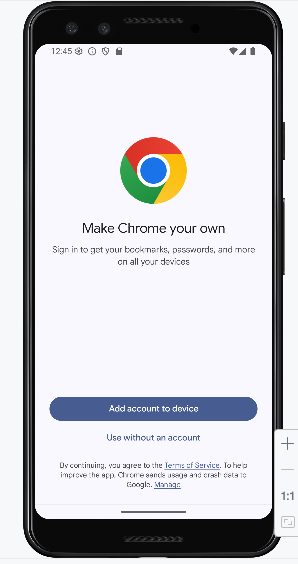 12:45
Make Chrome your own
Sign in to get your bookmarks, passwords, and more
on all your devices
Add account to device
Use without an account
By continuing, you agree to the Terms of Service. To help
improve the app, Chrome sends usage and crash data to
Google. Manage
1:1